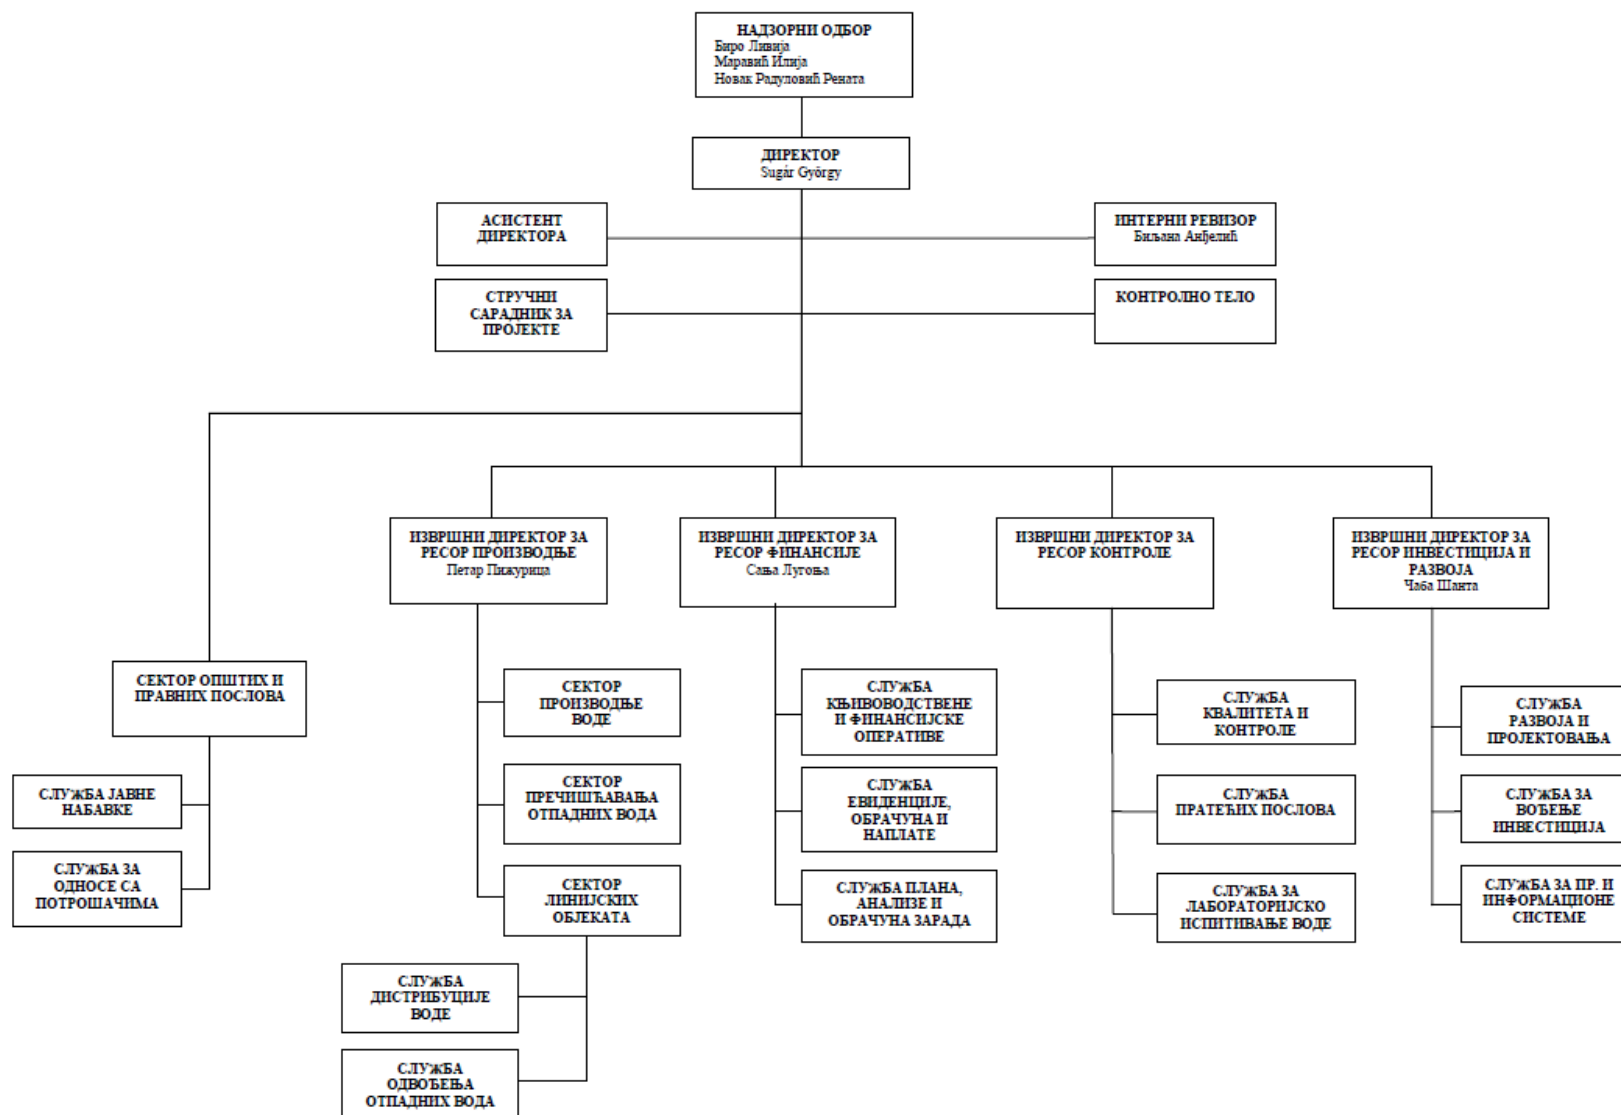 НАДЗОРНИ ОДБОР
Биро Ливија
Маравић Илија
Новак Радуловић Рената
ДИРЕКТОР
Sugár György
АСИСТЕНТ
ДИРЕКТОРА
ИНТЕРНИ РЕВИЗОР
Биљана Анђелић
СТРУЧНИ
САРАДНИК ЗА
ПРОЈЕКТЕ
КОНТРОЛНО ТЕЛО
ИЗВРШНИ ДИРЕКТОР ЗА
РЕСОР ПРОИЗВОДЊЕ
Петар Пижурица
ИЗВРШНИ ДИРЕКТОР ЗА
РЕСОР ФИНАНСИЈЕ
Сања Лугоња
ИЗВРШНИ ДИРЕКТОР ЗА
РЕСОР КОНТРОЛЕ
ИЗВРШНИ ДИРЕКТОР ЗА
РЕСОР ИНВЕСТИЦИЈА И
РАЗВОЈА
Чаба Шанта
СЕКТОР ОПШТИХ И
ПРАВНИХ ПОСЛОВА
СЛУЖБА ЈАВНЕ
НАБАВКЕ
СЛУЖБА ЗА
ОДНОСЕ СА
ПОТРОШАЧИМА
СЕКТОР
ПРОИЗВОДЊЕ
ВОДЕ
СЕКТОР
ПРЕЧИШЋАВАЊА
ОТПАДНИХ ВОДА
СЕКТОР
ЛИНИЈСКИХ
ОБЈЕКАТА
СЛУЖБА
ДИСТРИБУЦИЈЕ
ВОДЕ
СЛУЖБА
ОДВОЂЕЊА
ОТПАДНИХ ВОДА
СЛУЖБА
КЊИВОВОДСТВЕНЕ
И ФИНАНСИЈСКЕ
ОПЕРАТИВЕ
СЛУЖБА
ЕВИДЕНЦИЈЕ,
ОБРАЧУНА И
НАПЛАТЕ
СЛУЖБА ПЛАНА,
АНАЛИЗЕ И
ОБРАЧУНА ЗАРАДА
СЛУЖБА
КВАЛИТЕТА И
КОНТРОЛЕ
СЛУЖБА
ПРАТЕЋИХ ПОСЛОВА
СЛУЖБА ЗА
ЛАБОРАТОРИЈСКО
ИСПИТИВАЊЕ ВОДЕ
СЛУЖБА
РАЗВОЈА И
ПРОЈЕКТОВАЊА
СЛУЖБА ЗА
ВОЂЕЊЕ
ИНВЕСТИЦИЈА
СЛУЖБА ЗА ПР. И
ИНФОРМАЦИОНЕ
СИСТЕМЕ